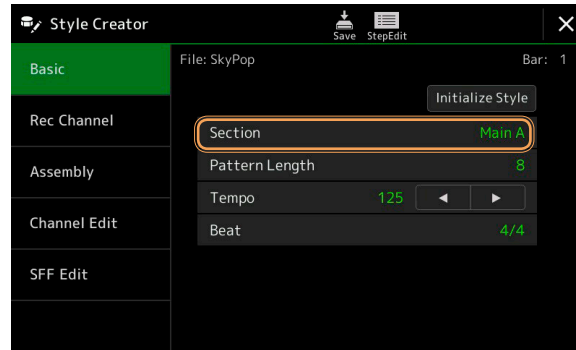 Style Creator
Save StepEdit
Basic
File: SkyPop Bar: 1
Initialize Style
Rec Channel
Section Main A
Assembly
Pattern Length 8
Tempo 125
Channel Edit
Beat 4/4
SFF Edit